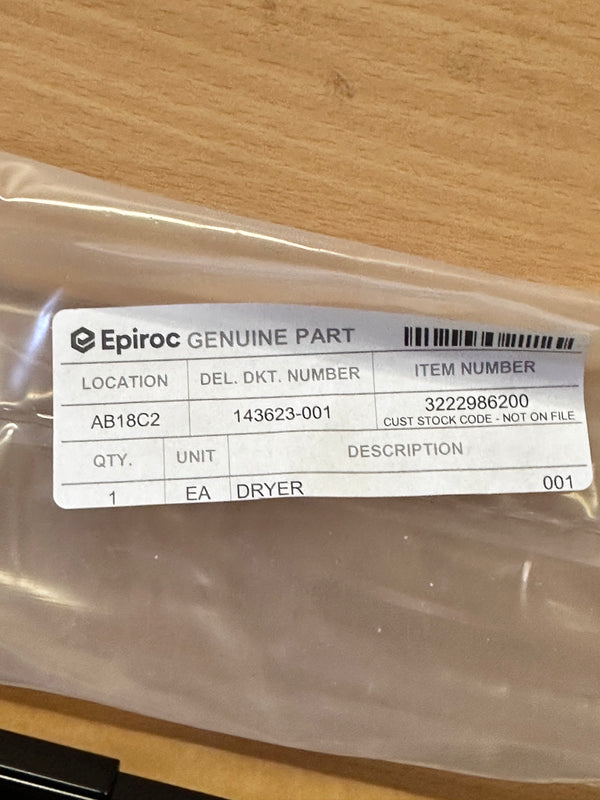 Epiroc GENUINE PART
LOCATION DEL. DKT. NUMBER ITEM NUMBER
AB18C2 143623-001 3222986200
CUST STOCK CODE - NOT ON FILE
QTY. UNIT DESCRIPTION
1 EA DRYER 001